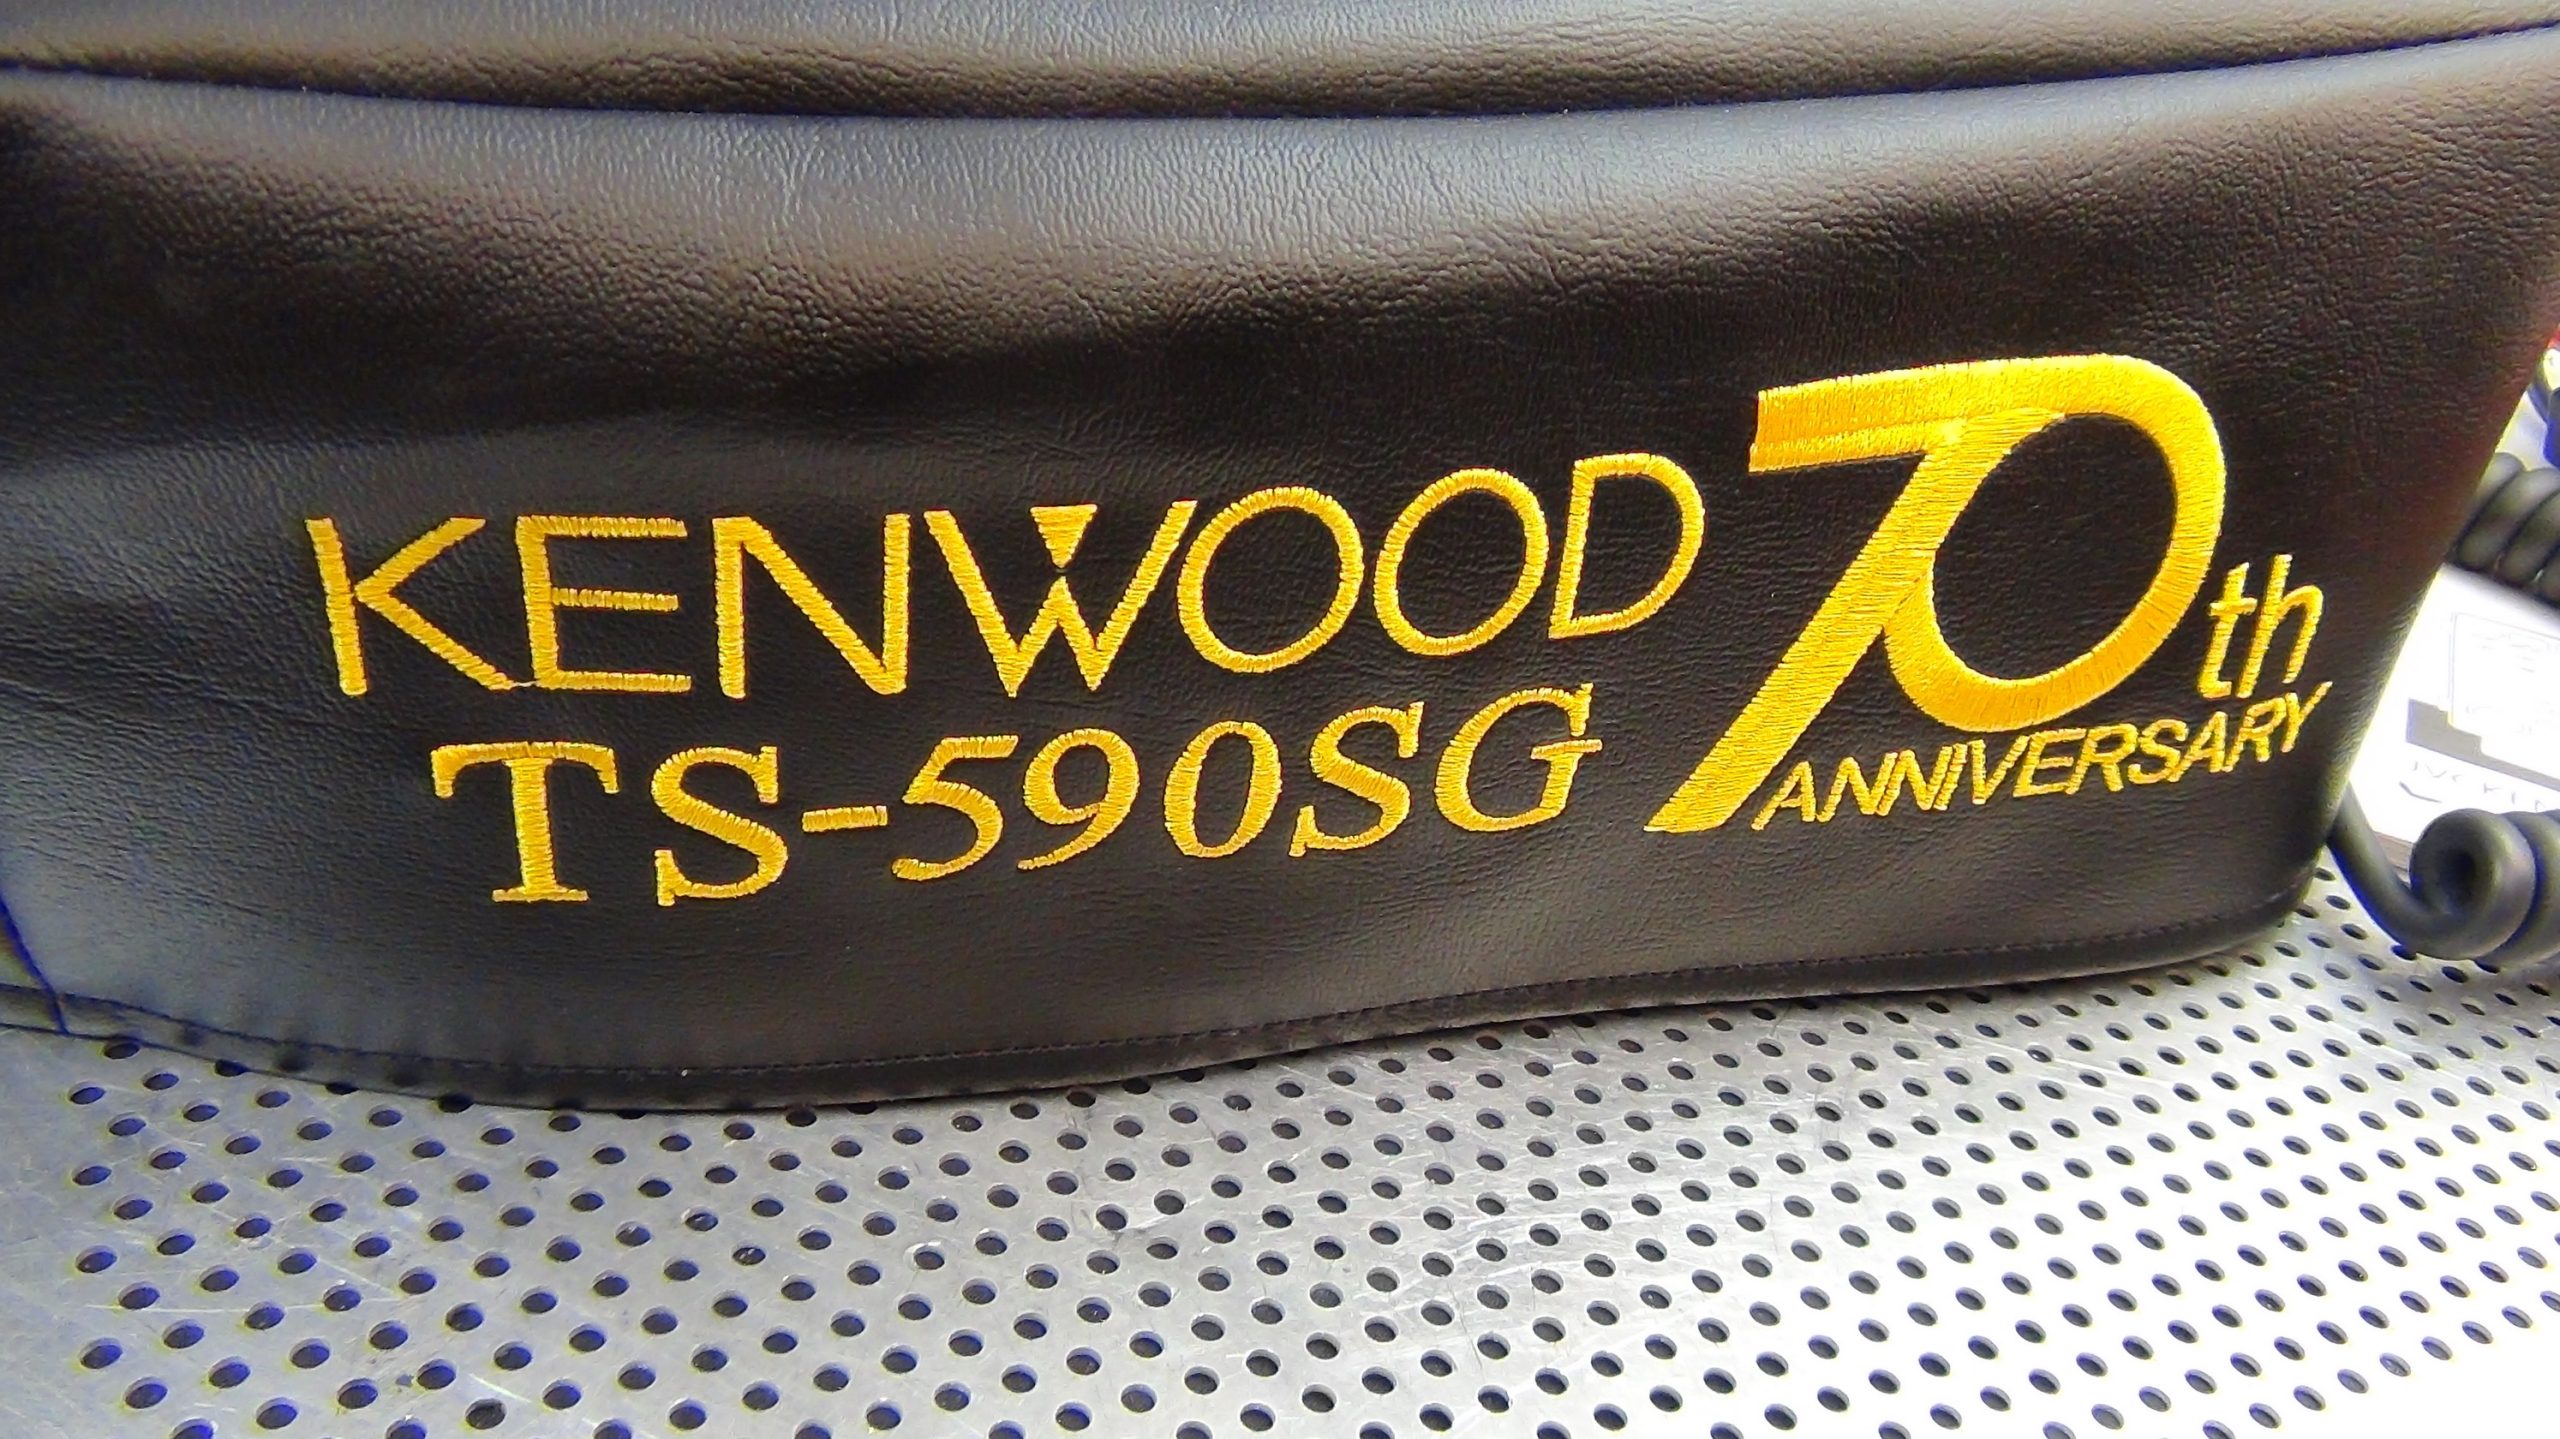 KENWOOD
TS-590SG
70th
ANNIVERSARY